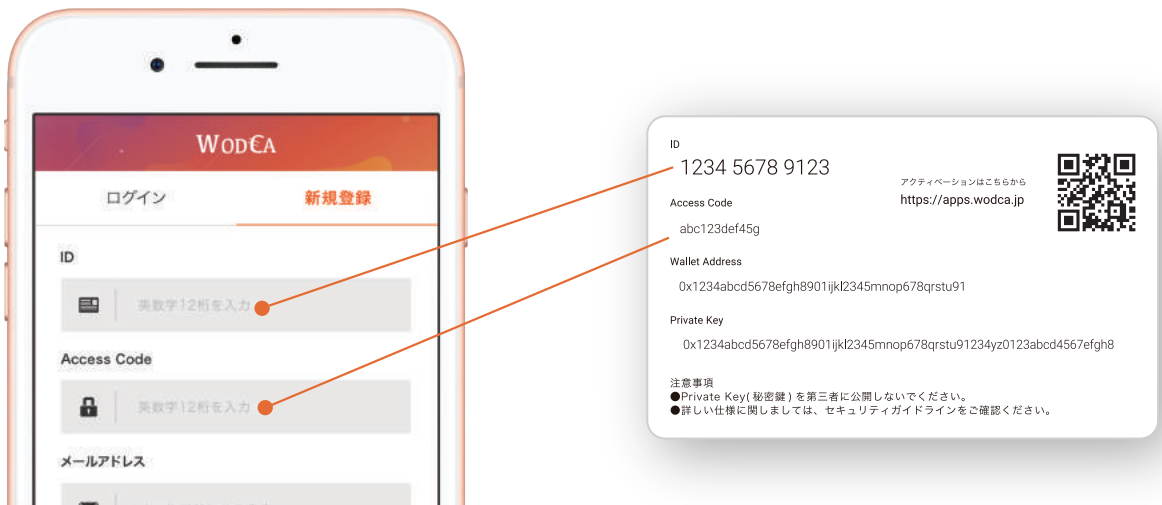 WODCA
ログイン
新規登録
ID
英数字12桁を入力
Access Code
英数字12桁を入力
メールアドレス
ID
1234 5678 9123
アクティベーションはこちらから
https://apps.wodca.jp
Access Code
abc123def45g
Wallet Address
0x1234abcd5678efgh8901ijkl2345mnop678qrstu91
Private Key
0x1234abcd5678efgh8901ijkl2345mnop678qrstu91234yz0123abcd4567efgh8
注意事項
●Private Key(秘密鍵)を第三者に公開しないでください。
●詳しい仕様に関しましては、セキュリティガイドラインをご確認ください。